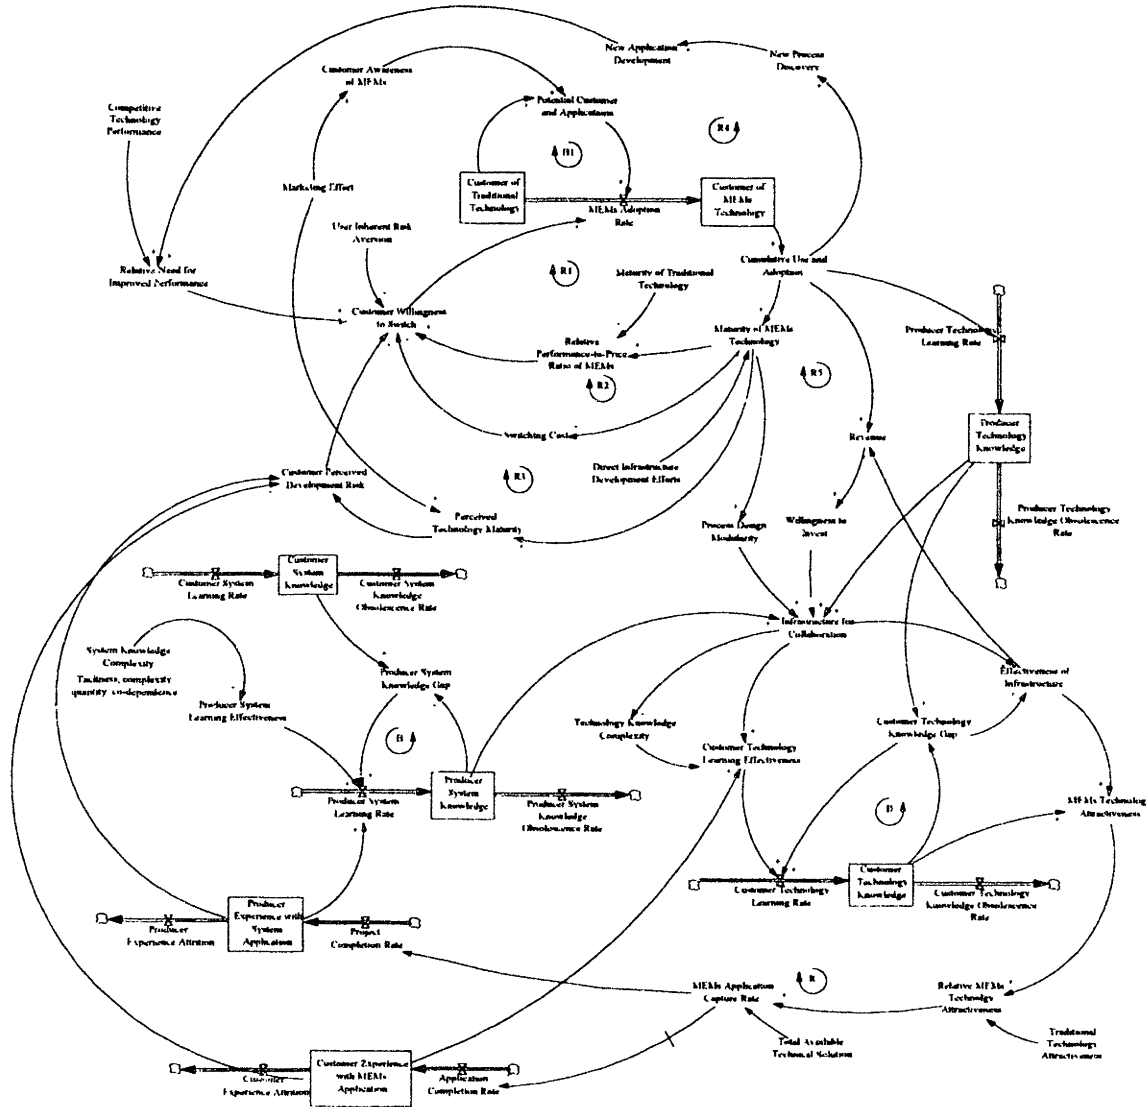 New Application
Development
New Process
Discovery
Customer Awareness
of MEMs
Competitive
Technology
Performance
Potential Customer
and Applications
R4
B1
Customer of
Traditional
Technology
Customer of
MEMs
Technology
Marketing Effort
MEMs Adoption
Rate
User Inherent Risk
Aversion
Cumulative Use and
Adoption
Relative Need for
Improved Performance
R1
Maturity of Traditional
Technology
Customer Willingness
to Switch
Maturity of MEMs
Technology
Producer Technology
Learning Rate
Relative
Performance-to-Price
Ratio of MEMs
R2
R5
Switching Costs
Revenue
Producer
Technology
Knowledge
Customer Perceived
Development Risk
R3
Direct Infrastructure
Development Efforts
Perceived
Technology Maturity
Process Design
Modularity
Willingness to
Invest
Producer Technology
Knowledge Obsolescence
Rate
Customer
System
Knowledge
Customer System
Learning Rate
Customer System
Knowledge
Obsolescence Rate
Infrastructure for
Collaboration
System Knowledge
Complexity
Tacitness, complexity
quantity, co-dependence
Producer System
Knowledge Gap
Effectiveness of
Infrastructure
Producer System
Learning Effectiveness
Technology Knowledge
Complexity
Customer Technology
Knowledge Gap
B
Customer Technology
Learning Effectiveness
Producer
System
Knowledge
Producer System
Learning Rate
Producer System
Knowledge
Obsolescence Rate
MEMs Technology
Attractiveness
Customer
Technology
Knowledge
Customer Technology
Learning Rate
Customer Technology
Knowledge Obsolescence
Rate
Producer
Experience with
System
Application
Producer
Experience Attrition
Project
Completion Rate
R
MEMs Application
Capture Rate
Relative MEMs
Technolgy
Attractiveness
Total Available
Technical Solution
Traditional
Technology
Attractiveness
Customer Experience
with MEMs
Application
Customer
Experience Attrition
Application
Completion Rate